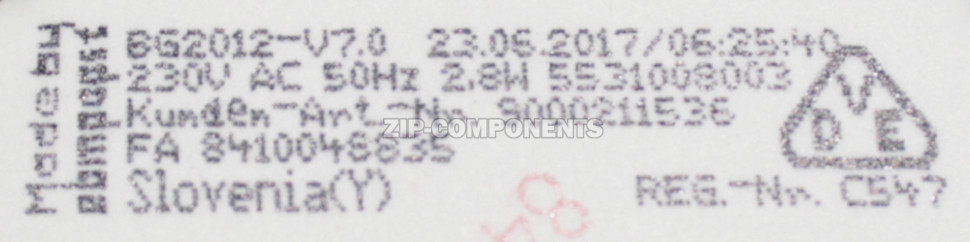 Made by
BG2012-V7.0 23.06.2017/06:25:40
230V AC 50Hz 2.8W 5531008003
Kunden-Art.-Nr. 9000211536
ZIP-COMPONENTS
FA 8410048835
Slovenia(Y)
REG.-Nr. C547
VDE